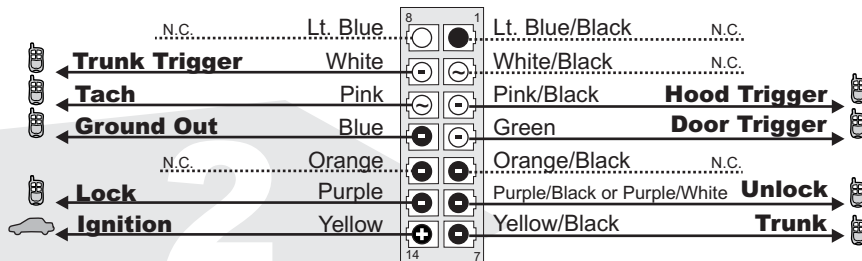 8 1
N.C. Lt. Blue Lt. Blue/Black N.C.
Trunk Trigger White White/Black N.C.
Tach Pink Pink/Black Hood Trigger
Ground Out Blue Green Door Trigger
N.C. Orange Orange/Black N.C.
Lock Purple Purple/Black or Purple/White Unlock
Ignition Yellow Yellow/Black Trunk
14 7
2